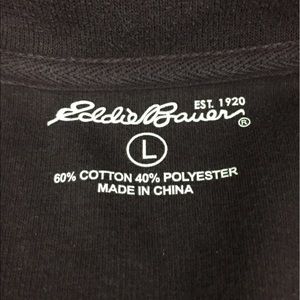 EST. 1920
Eddie Bauer®
L
60% COTTON 40% POLYESTER
MADE IN CHINA